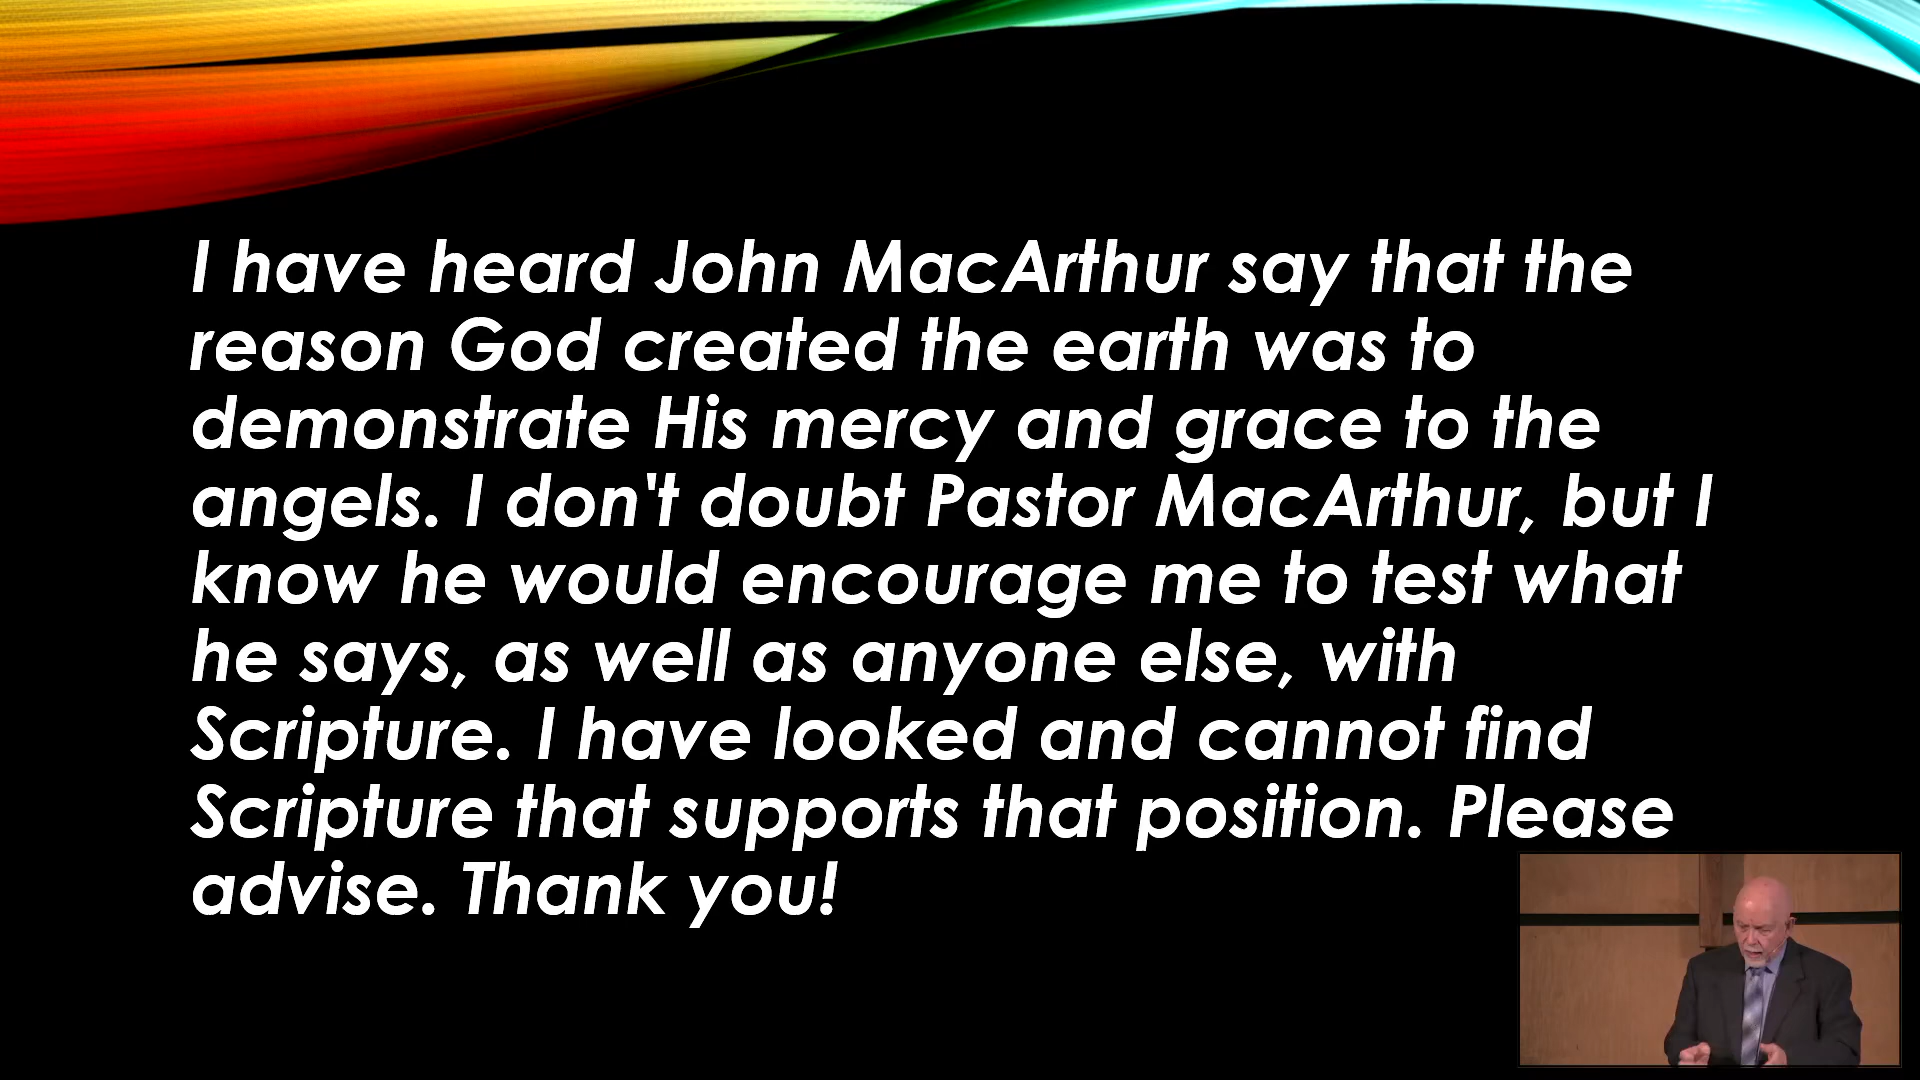 I have heard John MacArthur say that the
reason God created the earth was to
demonstrate His mercy and grace to the
angels. I don't doubt Pastor MacArthur, but I
know he would encourage me to test what
he says, as well as anyone else, with
Scripture. I have looked and cannot find
Scripture that supports that position. Please
advise. Thank you!